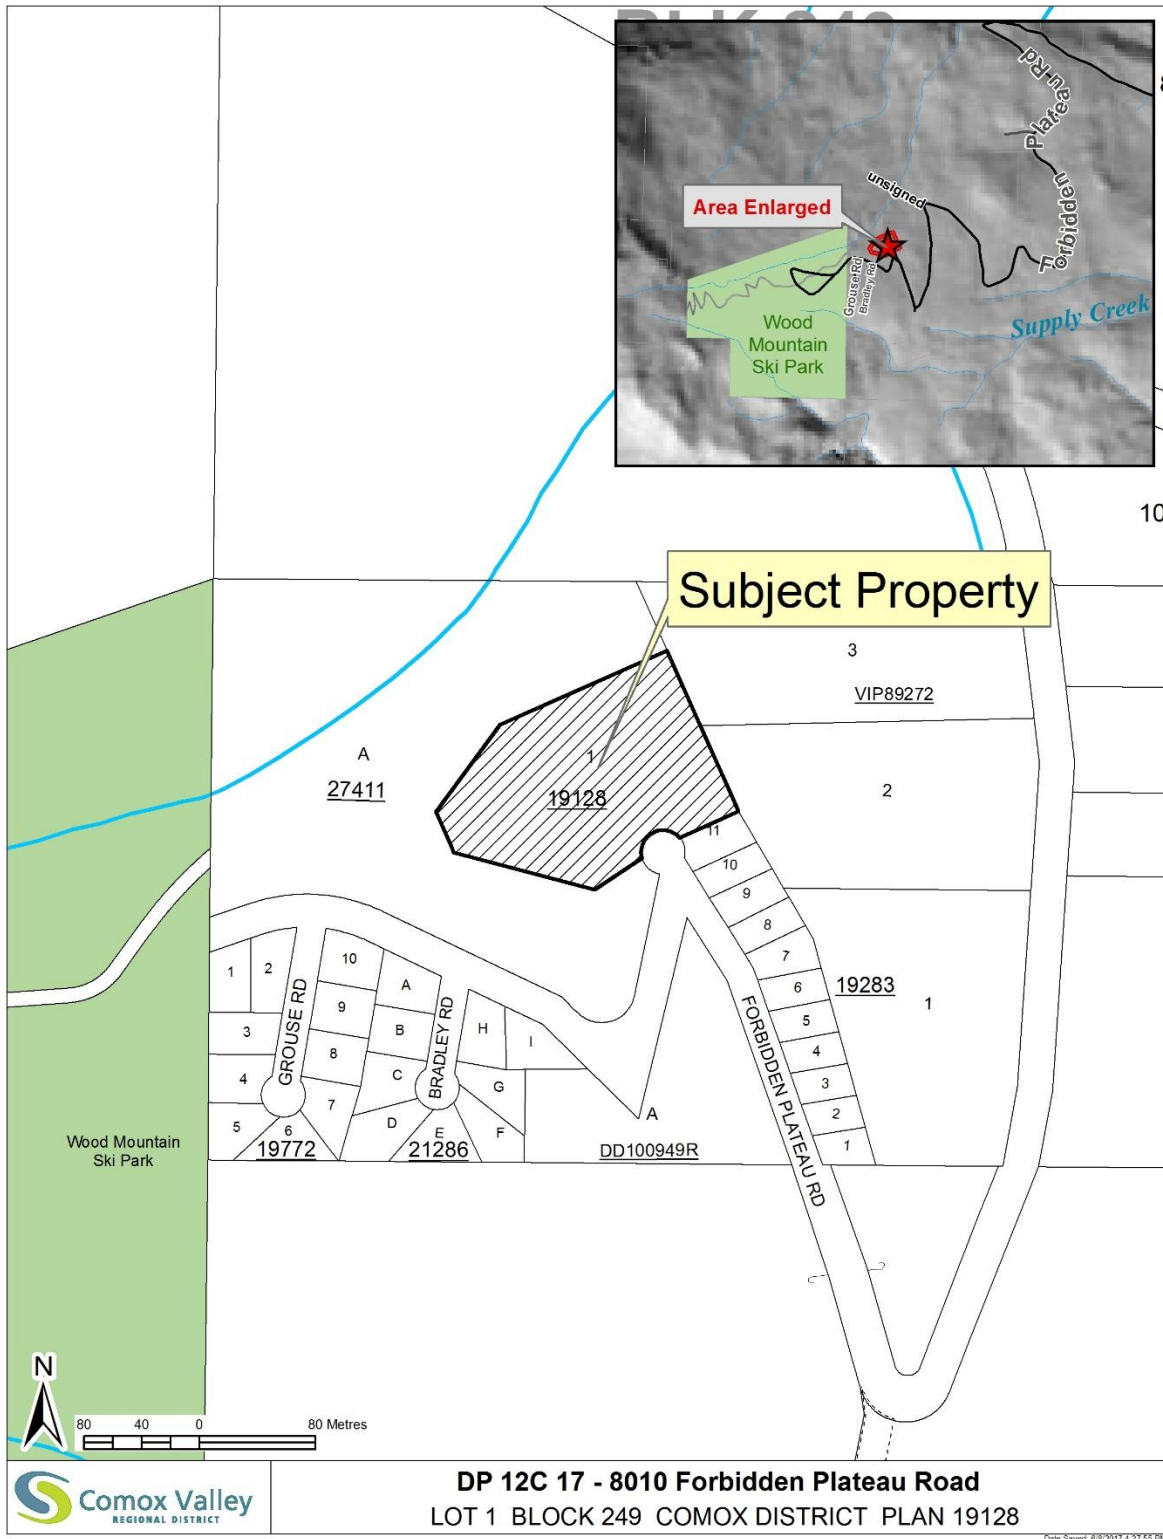 Plateau Rd
Forbidden
unsigned
Area Enlarged
Grouse Rd
Bradley Rd
Wood
Mountain
Ski Park
Supply Creek
10
Subject Property
3
VIP89272
A
27411
1
19128
2
11
10
9
8
7
6
5
4
3
2
1
19283
1
FORBIDDEN PLATEAU RD
1
2
3
4
5
6
7
8
9
10
GROUSE RD
19772
A
B
C
D
E
F
G
H
I
BRADLEY RD
21286
A
DD100949R
Wood Mountain
Ski Park
N
80 40 0 80 Metres
Comox Valley
REGIONAL DISTRICT
DP 12C 17 - 8010 Forbidden Plateau Road
LOT 1 BLOCK 249 COMOX DISTRICT PLAN 19128